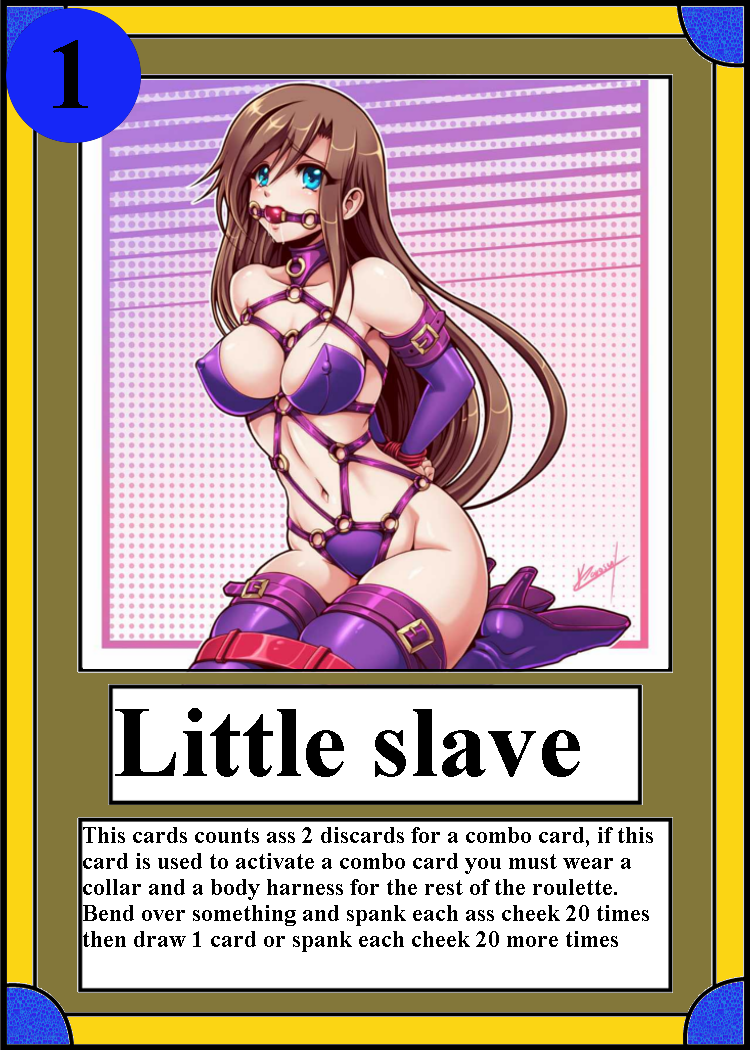 1
Little slave
This cards counts ass 2 discards for a combo card, if this
card is used to activate a combo card you must wear a
collar and a body harness for the rest of the roulette.
Bend over something and spank each ass cheek 20 times
then draw 1 card or spank each cheek 20 more times